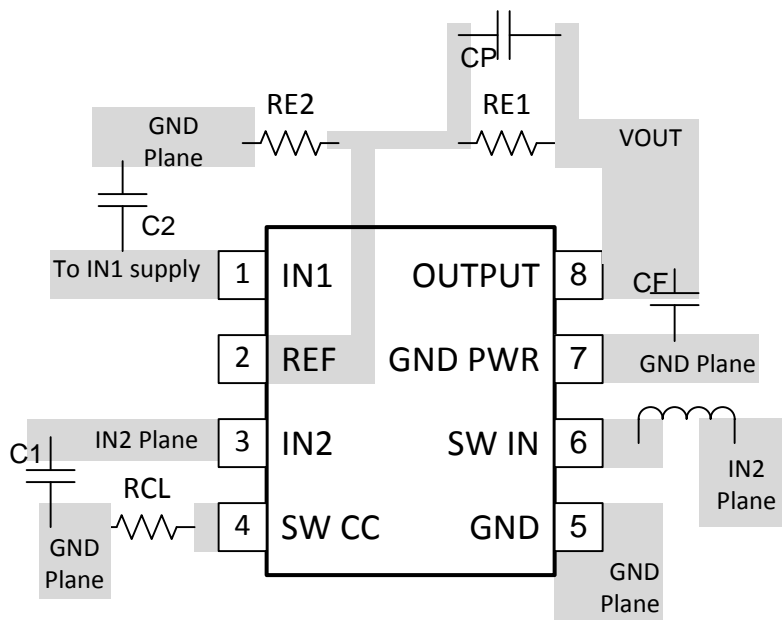 CP
RE2
RE1
GND
Plane
VOUT
C2
To IN1 supply
1
IN1
OUTPUT
8
CF
2
REF
GND PWR
7
GND Plane
C1
IN2 Plane
3
IN2
SW IN
6
IN2
Plane
RCL
4
SW CC
GND
5
GND
Plane
GND
Plane